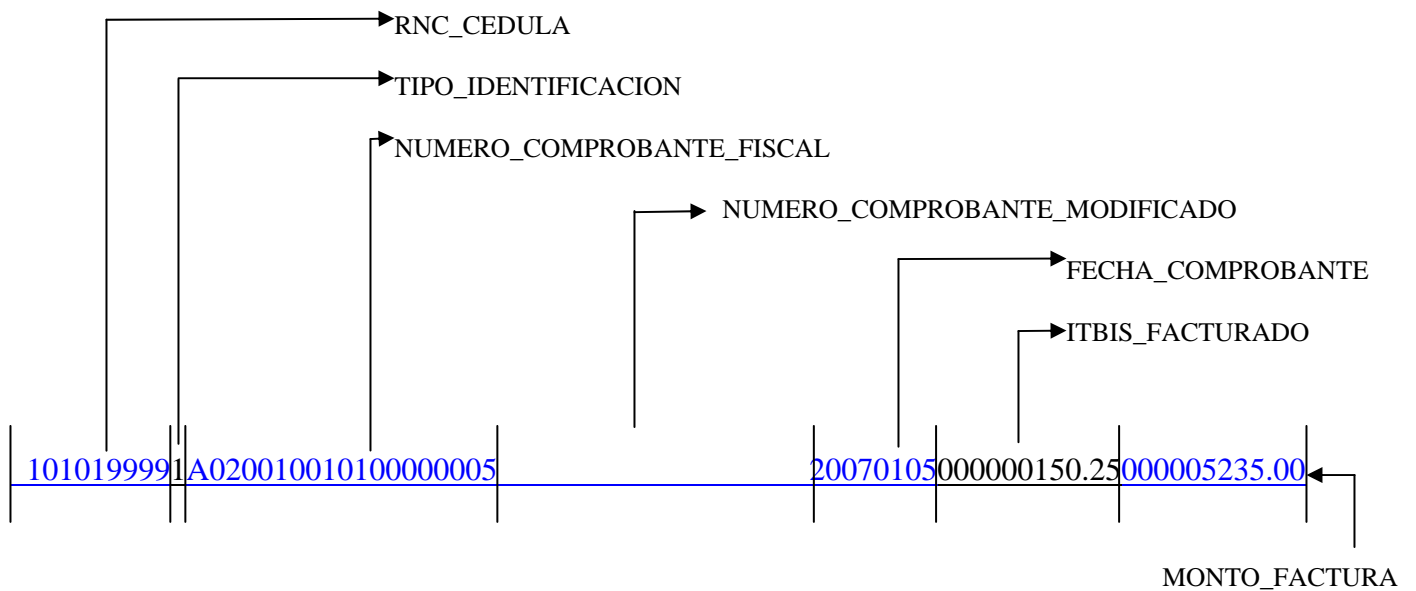 RNC_CEDULA
TIPO_IDENTIFICACION
NUMERO_COMPROBANTE_FISCAL
NUMERO_COMPROBANTE_MODIFICADO
FECHA_COMPROBANTE
ITBIS_FACTURADO
1010199991A020010010100000005 20070105000000150.25000005235.00
MONTO_FACTURA